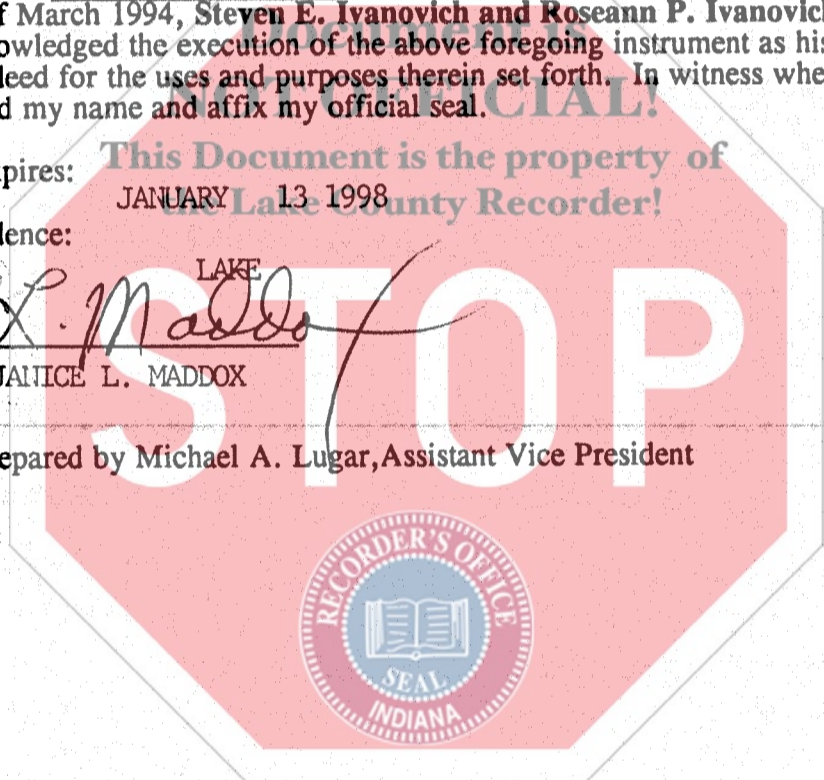 f March 1994, Steven E. Ivanovich and Roseann P. Ivanovich
owledged the execution of the above foregoing instrument as his
leed for the uses and purposes therein set forth. In witness whe
d my name and affix my official seal.
Document is
NOT OFFICIAL!
This Document is the property of
the Lake County Recorder!
pires:
JANUARY 13 1998
lence:
LAKE
L. Maddox
JANICE L. MADDOX
STOP
epared by Michael A. Lugar, Assistant Vice President
RECORDER'S OFFICE
SEAL
INDIANA